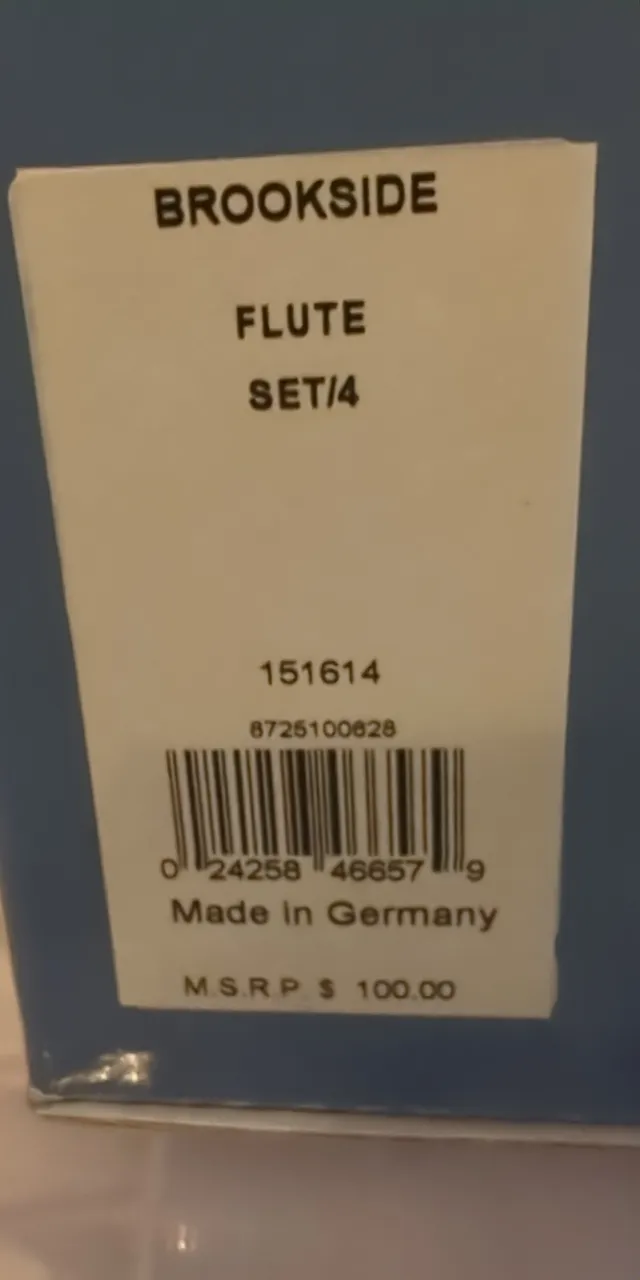 BROOKSIDE
FLUTE
SET/4
151614
8725100628
0 24258 46657 9
Made in Germany
M.S.R.P. $ 100.00